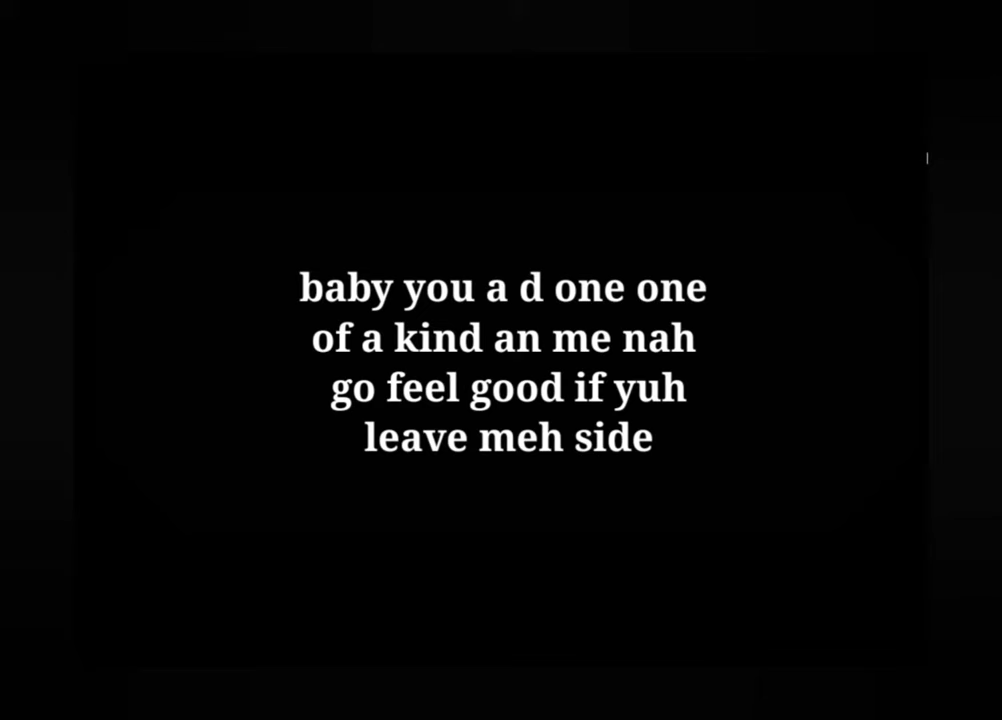 baby you a d one one
of a kind an me nah
go feel good if yuh
leave meh side